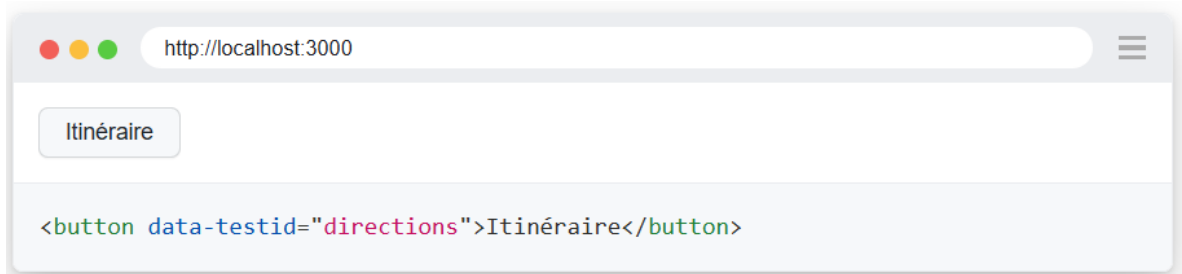 http://localhost:3000
Itinéraire
<button data-testid="directions">Itinéraire</button>